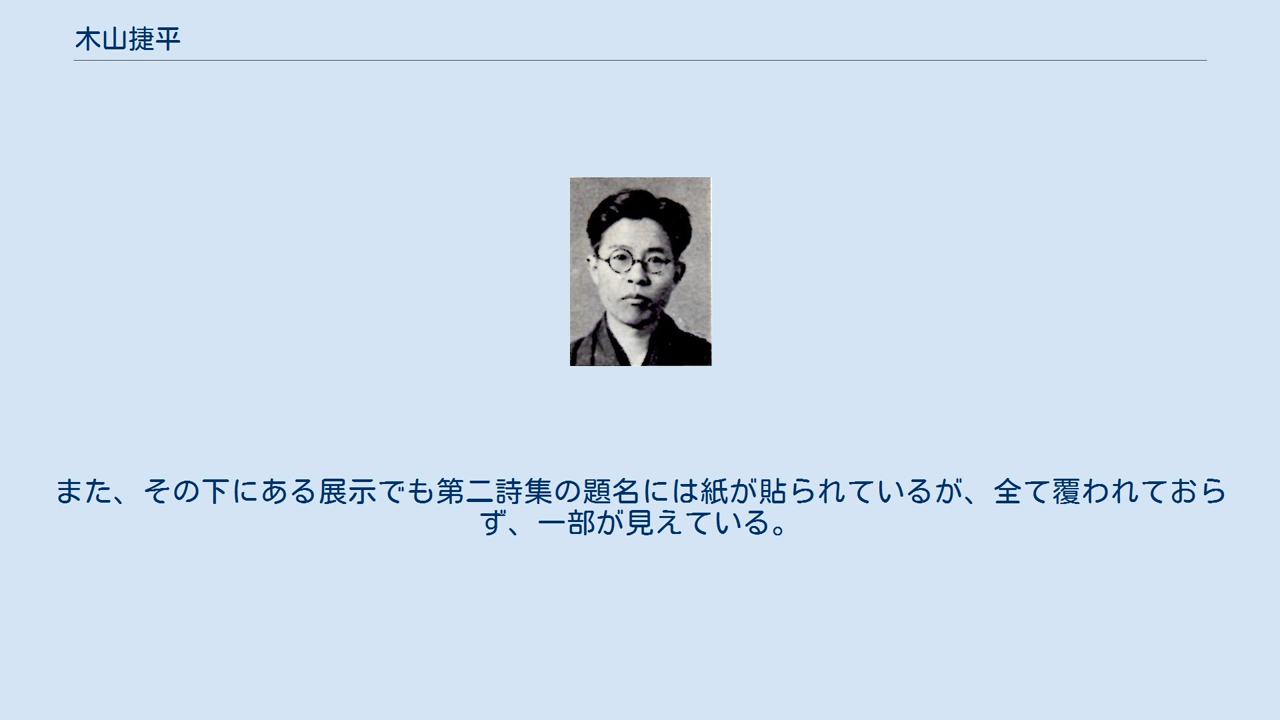 木山捷平
また、その下にある展示でも第二詩集の題名には紙が貼られているが、全て覆われておら
ず、一部が見えている。